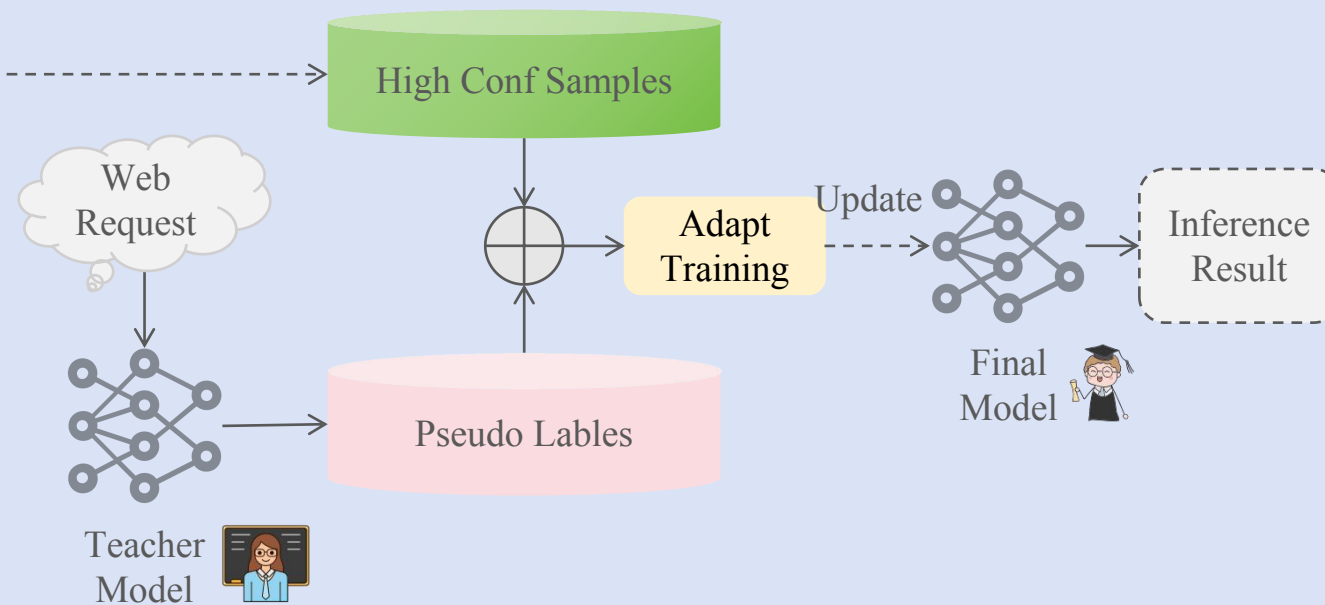 High Conf Samples
Web
Request
Adapt
Training
Update
Inference
Result
Pseudo Lables
Final
Model
Teacher
Model